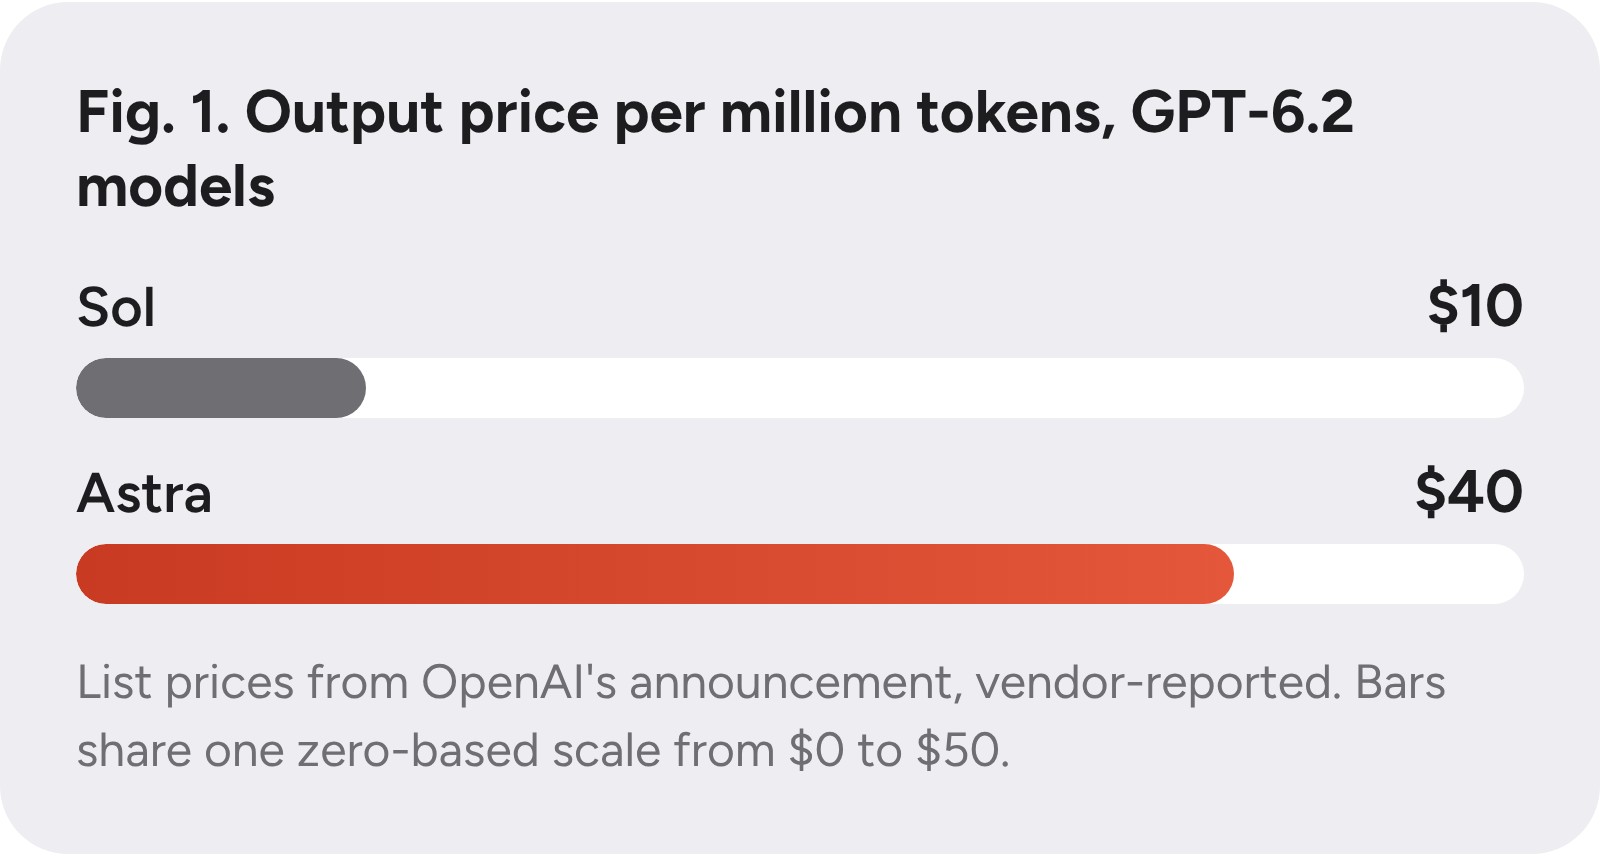 Fig. 1. Output price per million tokens, GPT-6.2
models
Sol
$10
Astra
$40
List prices from OpenAI's announcement, vendor-reported. Bars
share one zero-based scale from $0 to $50.